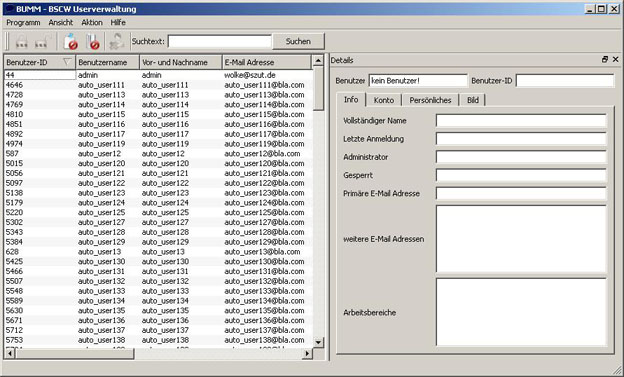 BUMM - BSCW Userverwaltung
Programm Ansicht Aktion Hilfe
Suchtext: Suchen
Benutzer-ID Benutzername Vor- und Nachname E-Mail Adresse
44 admin admin wolke@szut.de
4646 auto_user111 auto_user111 auto_user111@bla.com
4728 auto_user113 auto_user113 auto_user113@bla.com
4769 auto_user114 auto_user114 auto_user114@bla.com
4810 auto_user115 auto_user115 auto_user115@bla.com
4851 auto_user116 auto_user116 auto_user116@bla.com
4892 auto_user117 auto_user117 auto_user117@bla.com
4974 auto_user119 auto_user119 auto_user119@bla.com
587 auto_user12 auto_user12 auto_user12@bla.com
5015 auto_user120 auto_user120 auto_user120@bla.com
5056 auto_user121 auto_user121 auto_user121@bla.com
5097 auto_user122 auto_user122 auto_user122@bla.com
5138 auto_user123 auto_user123 auto_user123@bla.com
5179 auto_user124 auto_user124 auto_user124@bla.com
5220 auto_user125 auto_user125 auto_user125@bla.com
5302 auto_user127 auto_user127 auto_user127@bla.com
5343 auto_user128 auto_user128 auto_user128@bla.com
5384 auto_user129 auto_user129 auto_user129@bla.com
628 auto_user13 auto_user13 auto_user13@bla.com
5425 auto_user130 auto_user130 auto_user130@bla.com
5466 auto_user131 auto_user131 auto_user131@bla.com
5507 auto_user132 auto_user132 auto_user132@bla.com
5548 auto_user133 auto_user133 auto_user133@bla.com
5589 auto_user134 auto_user134 auto_user134@bla.com
5630 auto_user135 auto_user135 auto_user135@bla.com
5671 auto_user136 auto_user136 auto_user136@bla.com
5712 auto_user137 auto_user137 auto_user137@bla.com
5753 auto_user138 auto_user138 auto_user138@bla.com
Details
Benutzer kein Benutzer! Benutzer-ID
Info Konto Persönliches Bild
Vollständiger Name
Letzte Anmeldung
Administrator
Gesperrt
Primäre E-Mail Adresse
weitere E-Mail Adressen
Arbeitsbereiche